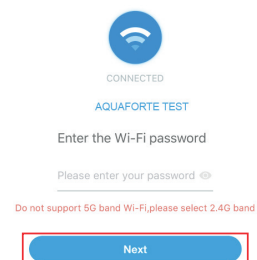 CONNECTED
AQUAFORTE TEST
Enter the Wi-Fi password
Please enter your password
Do not support 5G band Wi-Fi,please select 2.4G band
Next